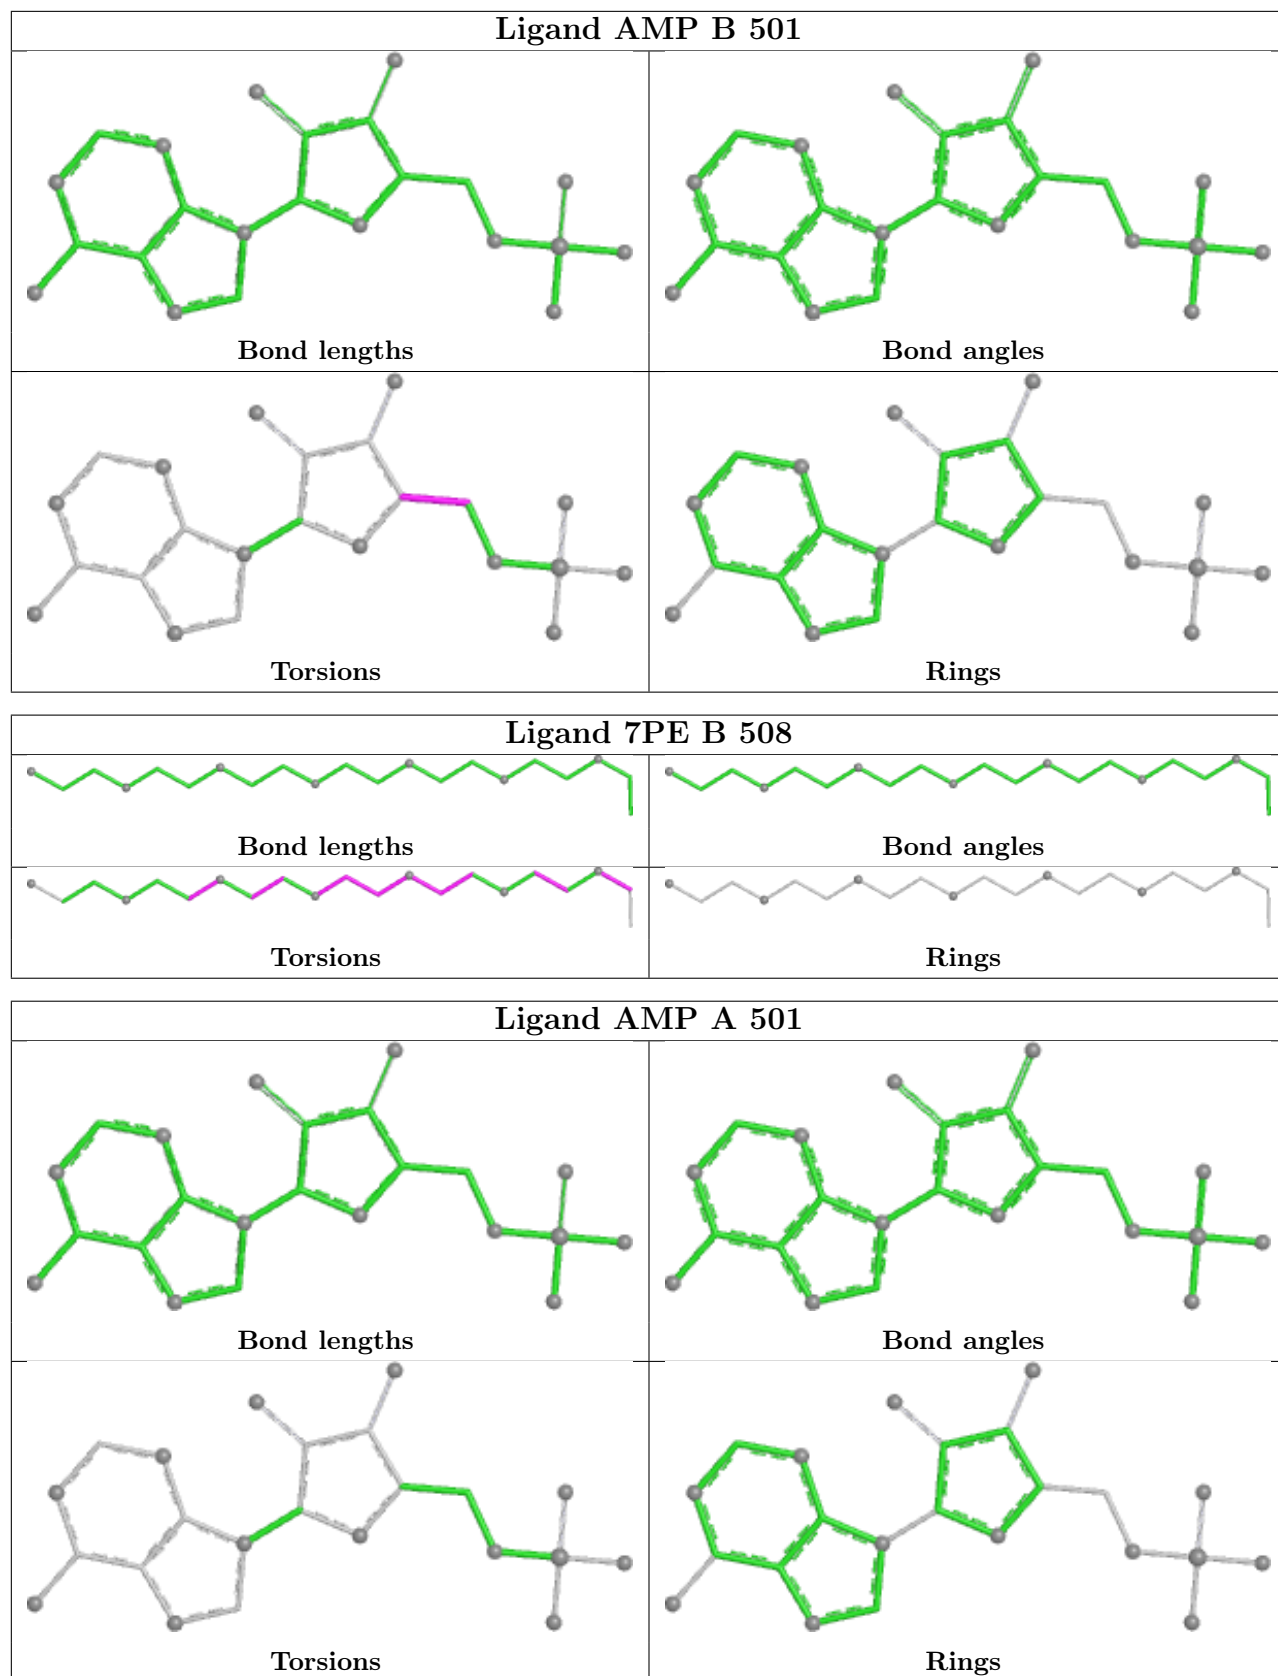 Ligand AMP B 501
Bond lengths
Bond angles
Torsions
Rings
Ligand 7PE B 508
Bond lengths
Bond angles
Torsions
Rings
Ligand AMP A 501
Bond lengths
Bond angles
Torsions
Rings